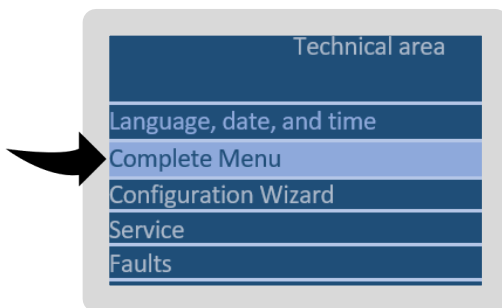 Technical area
Language, date, and time
Complete Menu
Configuration Wizard
Service
Faults